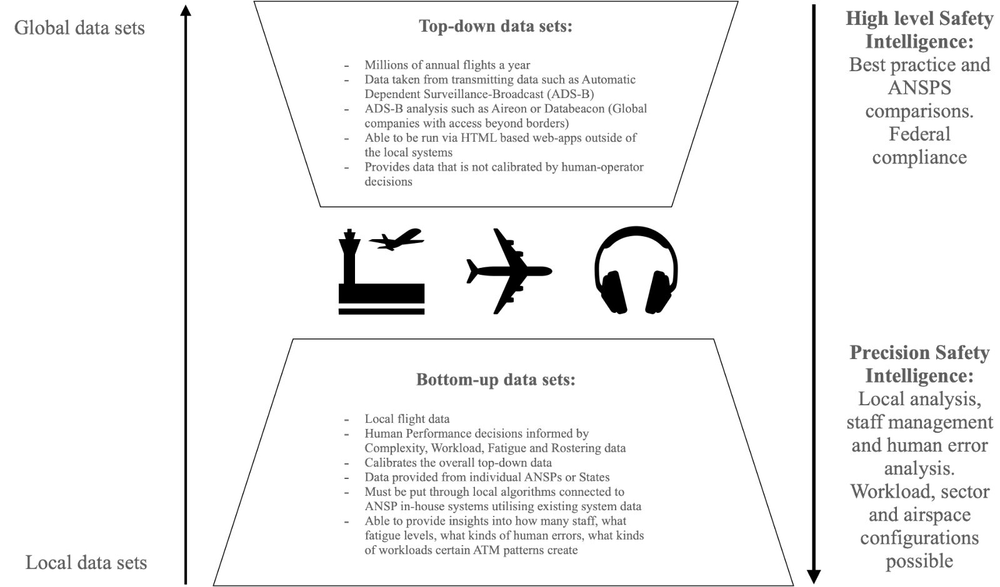 Global data sets
Top-down data sets:
- Millions of annual flights a year
- Data taken from transmitting data such as Automatic
Dependent Surveillance-Broadcast (ADS-B)
- ADS-B analysis such as Aireon or Databeacon (Global
companies with access beyond borders)
- Able to be run via HTML based web-apps outside of
the local systems
- Provides data that is not calibrated by human-operator
decisions
High level Safety
Intelligence:
Best practice and
ANSPS
comparisons.
Federal
compliance
Bottom-up data sets:
- Local flight data
- Human Performance decisions informed by
Complexity, Workload, Fatigue and Rostering data
- Calibrates the overall top-down data
- Data provided from individual ANSPs or States
- Must be put through local algorithms connected to
ANSP in-house systems utilising existing system data
- Able to provide insights into how many staff, what
fatigue levels, what kinds of human errors, what kinds
of workloads certain ATM patterns create
Precision Safety
Intelligence:
Local analysis,
staff management
and human error
analysis.
Workload, sector
and airspace
configurations
possible
Local data sets